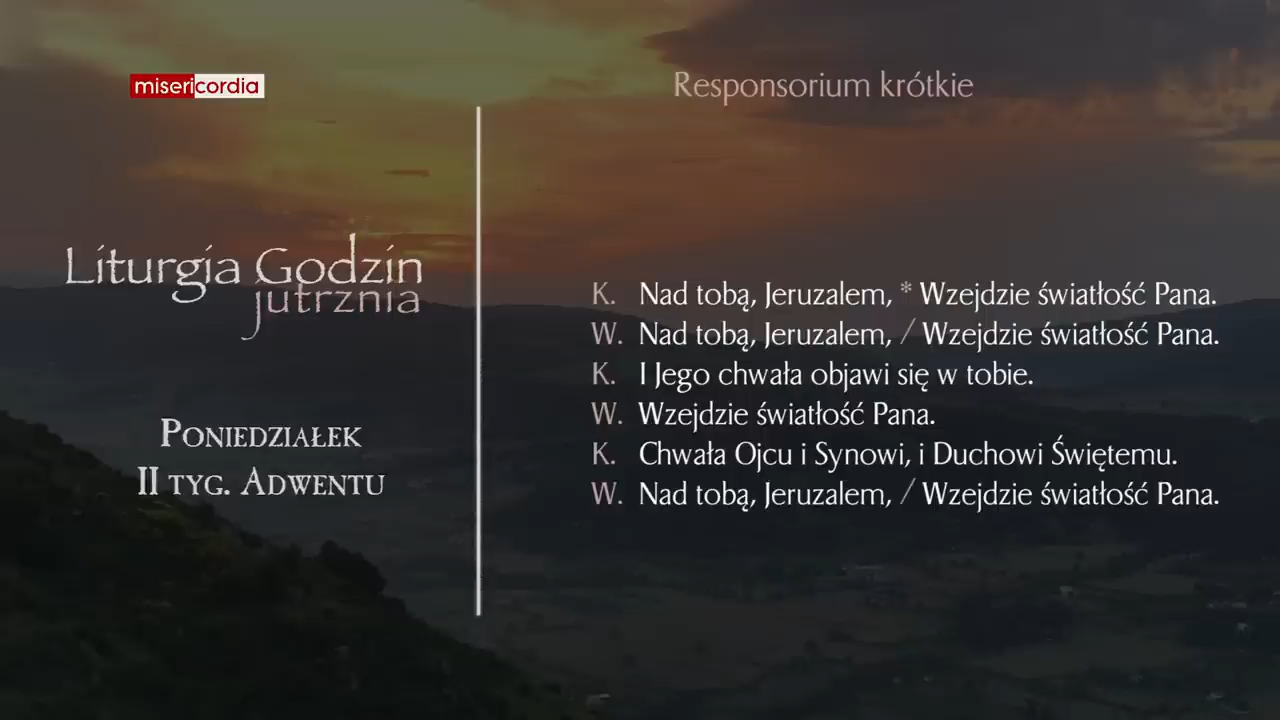 misericordia
Liturgia Godzin
jutrznia
Poniedziałek
II tyg. Adwentu
Responsorium krótkie
K. Nad tobą, Jeruzalem, * Wzejdzie światłość Pana.
W. Nad tobą, Jeruzalem, / Wzejdzie światłość Pana.
K. I Jego chwała objawi się w tobie.
W. Wzejdzie światłość Pana.
K. Chwała Ojcu i Synowi, i Duchowi Świętemu.
W. Nad tobą, Jeruzalem, / Wzejdzie światłość Pana.